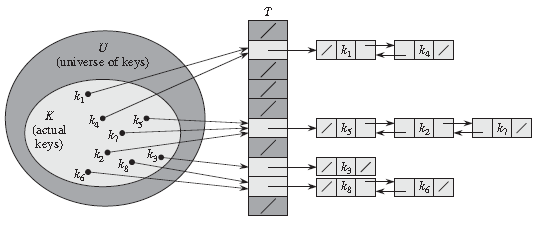 T
U
(universe of keys)
k1
k4
k1
K
(actual
keys)
k4
k5
k7
k5
k2
k7
k2
k3
k8
k3
k6
k8
k6